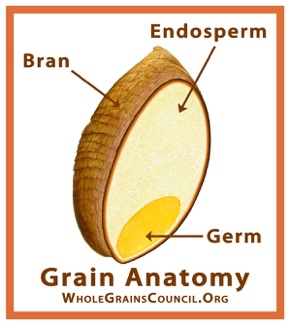 Endosperm
Bran
Germ
Grain Anatomy
WholeGrainsCouncil.Org